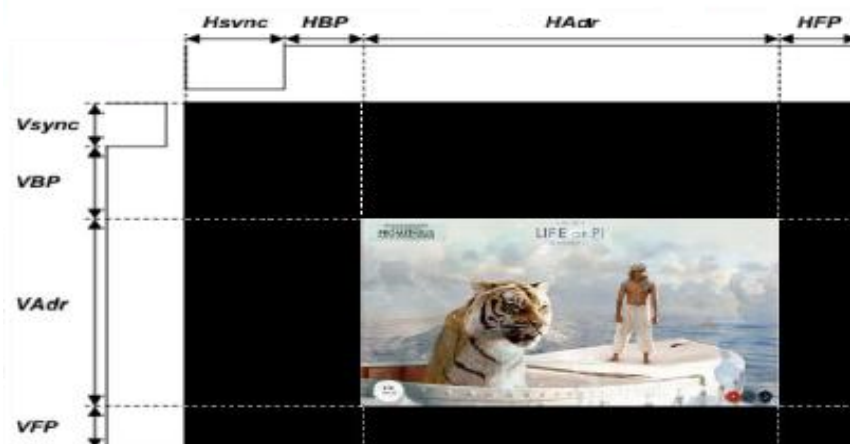 Hsvnc HBP HAdr HFP
Vsync
VBP
LIFE OF PI
VAdr
VFP